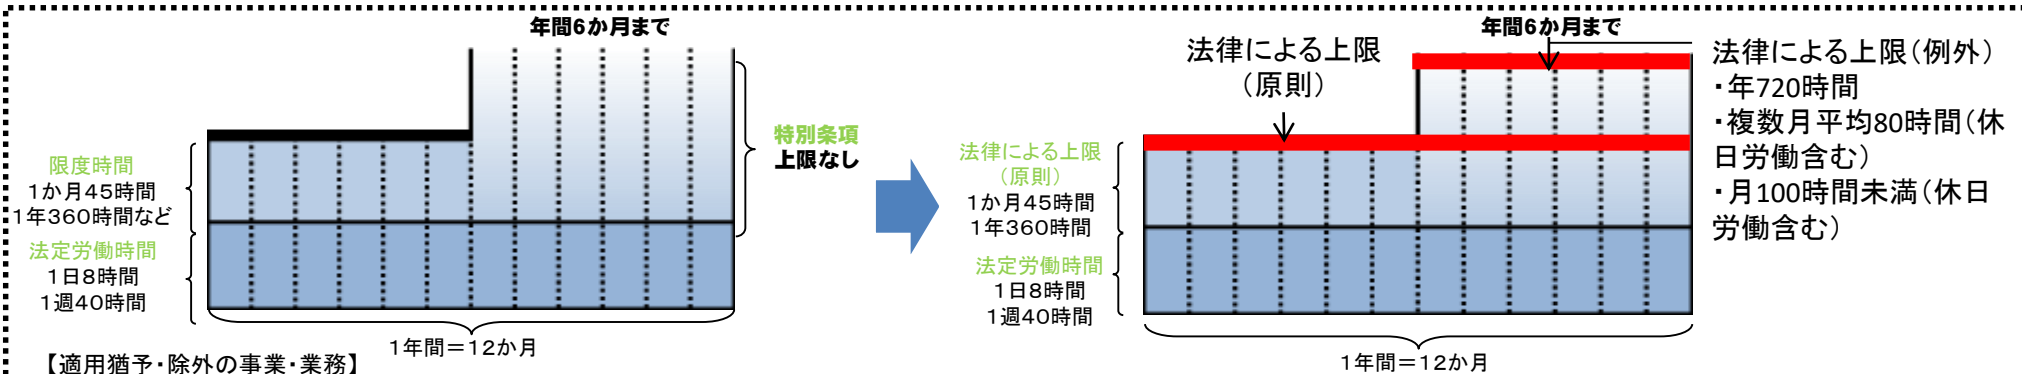 年間6か月まで
限度時間
1か月45時間
1年360時間など
法定労働時間
1日8時間
1週40時間
特別条項
上限なし
1年間=12か月
【適用猶予・除外の事業・業務】
年間6か月まで
法律による上限
（原則）
法律による上限
（原則）
1か月45時間
1年360時間
法定労働時間
1日8時間
1週40時間
1年間=12か月
法律による上限（例外）
・年720時間
・複数月平均80時間（休
日労働含む）
・月100時間未満（休日
労働含む）